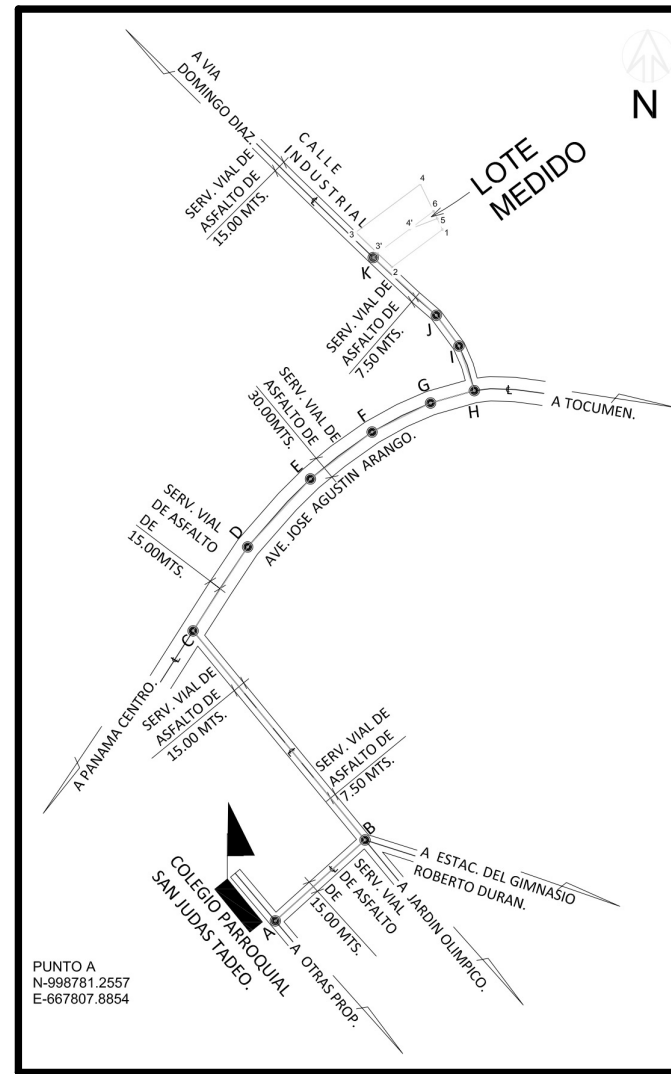 N
A VIA
DOMINGO DIAZ.
CALLE
INDUSTRIAL
SERV. VIAL DE
ASFALTO DE
15.00 MTS.
LOTE
MEDIDO
4
6
5
4'
1
3
3'
2
K
SERV. VIAL DE
ASFALTO DE
7.50 MTS.
J
I
H
G
F
E
D
C
A TOCUMEN.
SERV. VIAL DE
ASFALTO DE
30.00MTS.
AVE. JOSE AGUSTIN ARANGO.
SERV. VIAL
DE ASFALTO
DE
15.00MTS.
A PANAMA CENTRO.
SERV. VIAL DE
ASFALTO DE
15.00 MTS.
SERV. VIAL DE
ASFALTO DE
7.50 MTS.
B
A ESTAC. DEL GIMNASIO
ROBERTO DURAN.
A JARDIN OLIMPICO.
SERV. VIAL
DE ASFALTO
DE
15.00 MTS.
A
COLEGIO PARROQUIAL
SAN JUDAS TADEO.
A OTRAS PROP.
PUNTO A
N-998781.2557
E-667807.8854